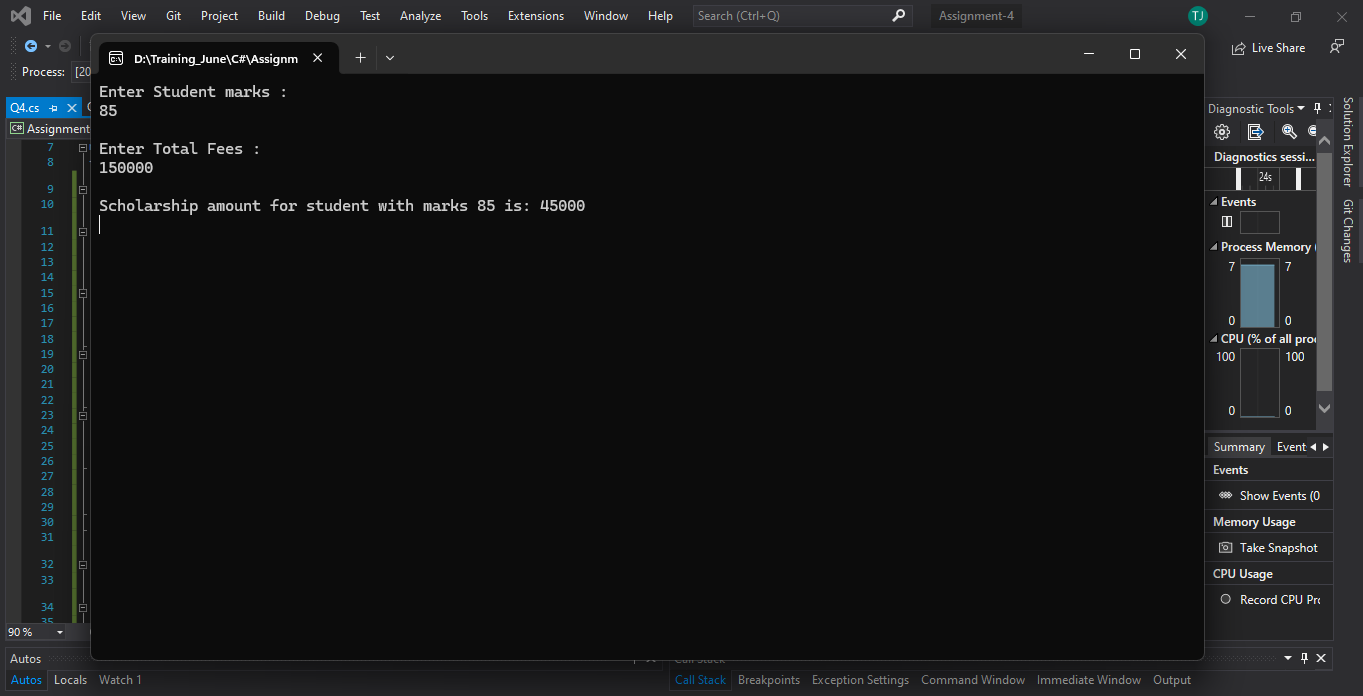 File Edit View Git Project Build Debug Test Analyze Tools Extensions Window Help Search (Ctrl+Q) Assignment-4 TJ
Live Share
Process: [20
D:\Training_June\C#\Assignm
Q4.cs
C# Assignment
Enter Student marks :
85
Enter Total Fees :
150000
Scholarship amount for student with marks 85 is: 45000
7
8
9
10
11
12
13
14
15
16
17
18
19
20
21
22
23
24
25
26
27
28
29
30
31
32
33
34
35
90 %
Diagnostic Tools
Diagnostics sessi...
24s
Events
Process Memory (
7 7
0 0
CPU (% of all proc
100 100
0 0
Summary Event
Events
Show Events (0
Memory Usage
Take Snapshot
CPU Usage
Record CPU Pro
Solution Explorer
Git Changes
Autos
Call Stack
Autos Locals Watch 1
Call Stack Breakpoints Exception Settings Command Window Immediate Window Output